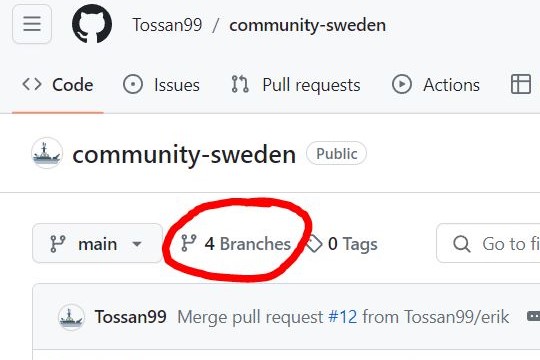 Tossan99 / community-sweden
Code Issues Pull requests Actions
community-sweden Public
main 4 Branches 0 Tags Go to fi
Tossan99 Merge pull request #12 from Tossan99/erik